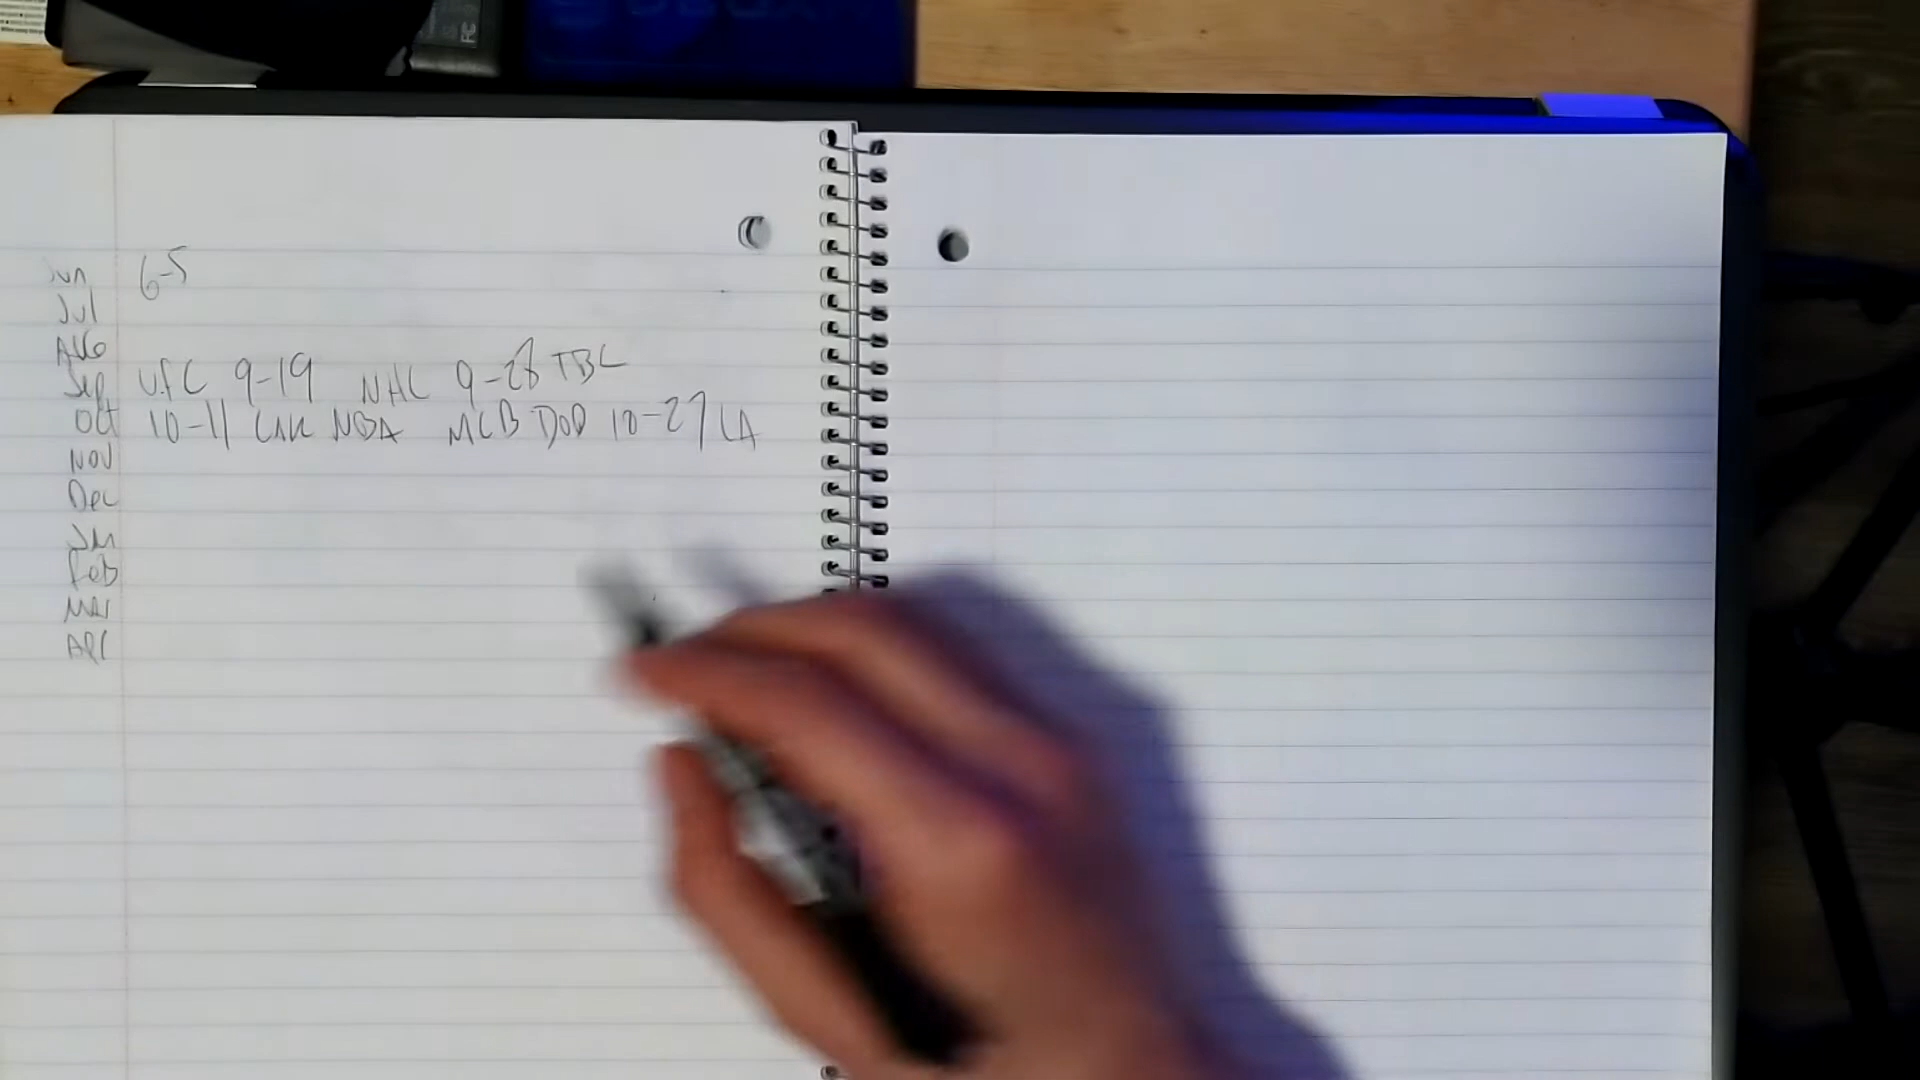 Jun 6-5
Jul
AUG
Sep UFC 9-19 NHL 9-28 TBL
Oct 10-11 LAK NBA MLB DOD 10-27 LA
NOV
Dec
Jan
Feb
MAr
APr
FC